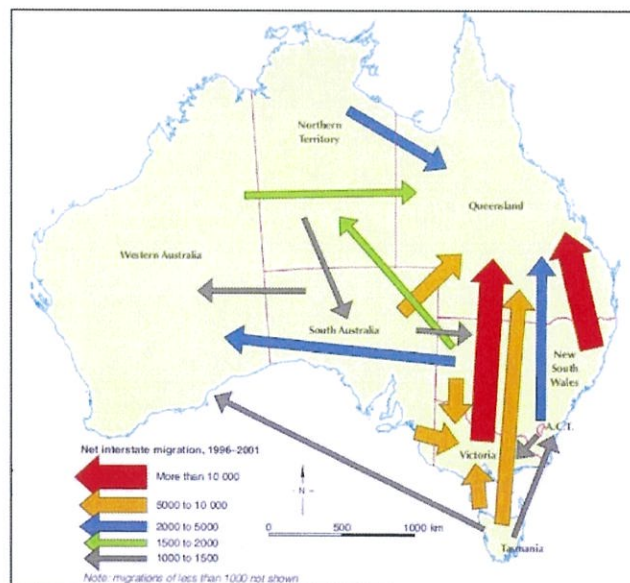 Northern
Territory
Queensland
Western Australia
South Australia
New
South
Wales
A.C.T.
Victoria
Tasmania
Net interstate migration, 1996–2001
More than 10 000
5000 to 10 000
2000 to 5000
1500 to 2000
1000 to 1500
N
0 500 1000 km
Note: migrations of less than 1000 not shown